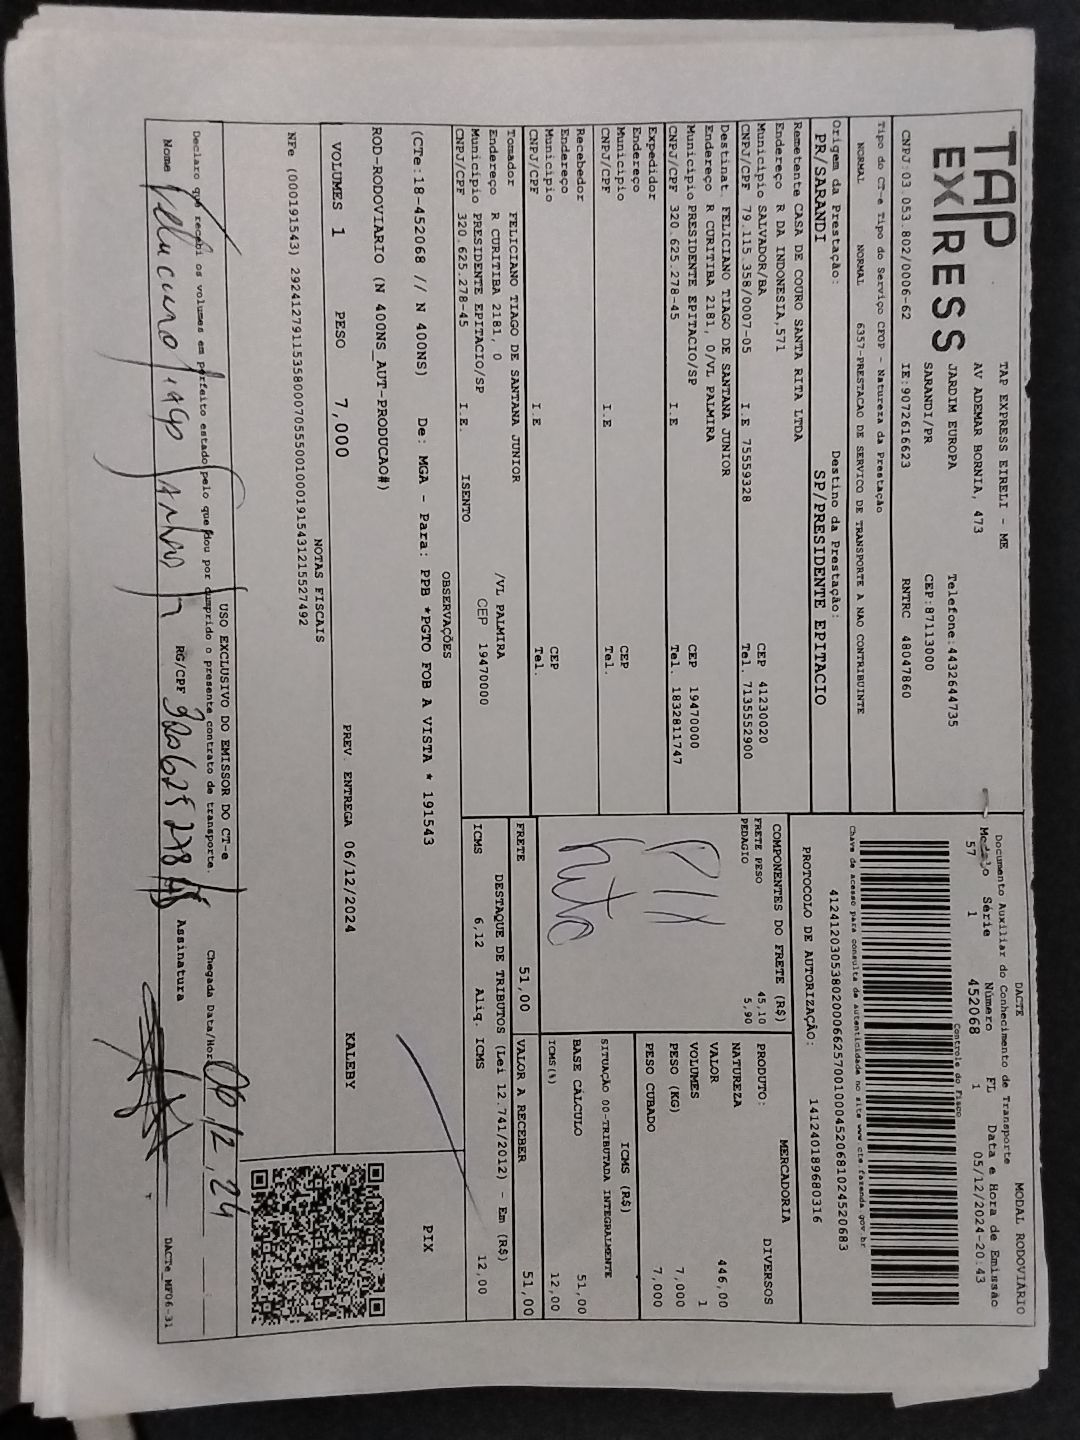 TAP EXPRESS
TAP EXPRESS EIRELI - ME
AV ADEMAR BORNIA, 473
JARDIM EUROPA
SARANDI/PR
Telefone:4432644735
CEP:87113000
CNPJ:03.053.802/0006-62 IE:9072616623 RNTRC 48047860
DACTE MODAL RODOVIÁRIO
Documento Auxiliar do Conhecimento de Transporte
Modelo Série Número FL Data e Hora de Emissão
57 1 452068 1 05/12/2024-20:43
Controle do Fisco
Chave de acesso para consulta de autenticidade no site www.cte.fazenda.gov.br
PROTOCOLO DE AUTORIZAÇÃO: 141240189680316
Tipo do CT-e Tipo do Serviço CFOP - Natureza da Prestação
NORMAL NORMAL 6357-PRESTACAO DE SERVICO DE TRANSPORTE A NAO CONTRIBUINTE
Origem da Prestação: Destino da Prestação:
PR/SARANDI SP/PRESIDENTE EPITACIO
Remetente CASA DE COURO SANTA RITA LTDA
Endereço R DA INDONESIA,571
Município SALVADOR/BA CEP 41230020
CNPJ/CPF 79.115.358/0007-05 I.E 75559328 Tel. 7135552900
Destinat FELICIANO TIAGO DE SANTANA JUNIOR
Endereço R CURITIBA 2181, 0/VL PALMIRA
Município PRESIDENTE EPITACIO/SP CEP 19470000
CNPJ/CPF 320.625.278-45 I.E Tel. 1832811747
Expedidor
Endereço
Município CEP
CNPJ/CPF I.E Tel.
Recebedor
Endereço
Município CEP
CNPJ/CPF I.E Tel.
Tomador FELICIANO TIAGO DE SANTANA JUNIOR
Endereço R CURITIBA 2181, 0 /VL PALMIRA
Município PRESIDENTE EPITACIO/SP CEP 19470000
CNPJ/CPF 320.625.278-45 I.E. ISENTO
COMPONENTES DO FRETE (R$)
FRETE PESO 45,10
PEDAGIO 5,90
PIX
MERCADORIA
PRODUTO: DIVERSOS
NATUREZA
VALOR 446,00
VOLUMES 1
PESO (KG) 7,000
PESO CUBADO 7,000
ICMS (R$)
SITUAÇÃO 00-TRIBUTADA INTEGRALMENTE
BASE CÁLCULO 51,00
ICMS(%) 12,00
FRETE 51,00 VALOR A RECEBER 51,00
DESTAQUE DE TRIBUTOS (Lei 12.741/2012) - Em (R$)
ICMS 6,12 Aliq. ICMS 12,00
OBSERVAÇÕES
(CTe:18-452068 // N 400NS) De: MGA - Para: PPB *PGTO FOB A VISTA * 191543
PIX
ROD-RODOVIARIO (N 400NS_AUT-PRODUCAO#)
VOLUMES 1 PESO 7,000 PREV. ENTREGA 06/12/2024 KALEBY
NOTAS FISCAIS
NFe (000191543) 29241279115358000705550010001915431215527492
USO EXCLUSIVO DO EMISSOR DO CT-e
Declaro que recebi os volumes em perfeito estado pelo que dou por cumprido o presente contrato de transporte. Chegada Data/Hor
Nome RG/CPF 320625278 45 Assinatura
DACTe_MF06-31